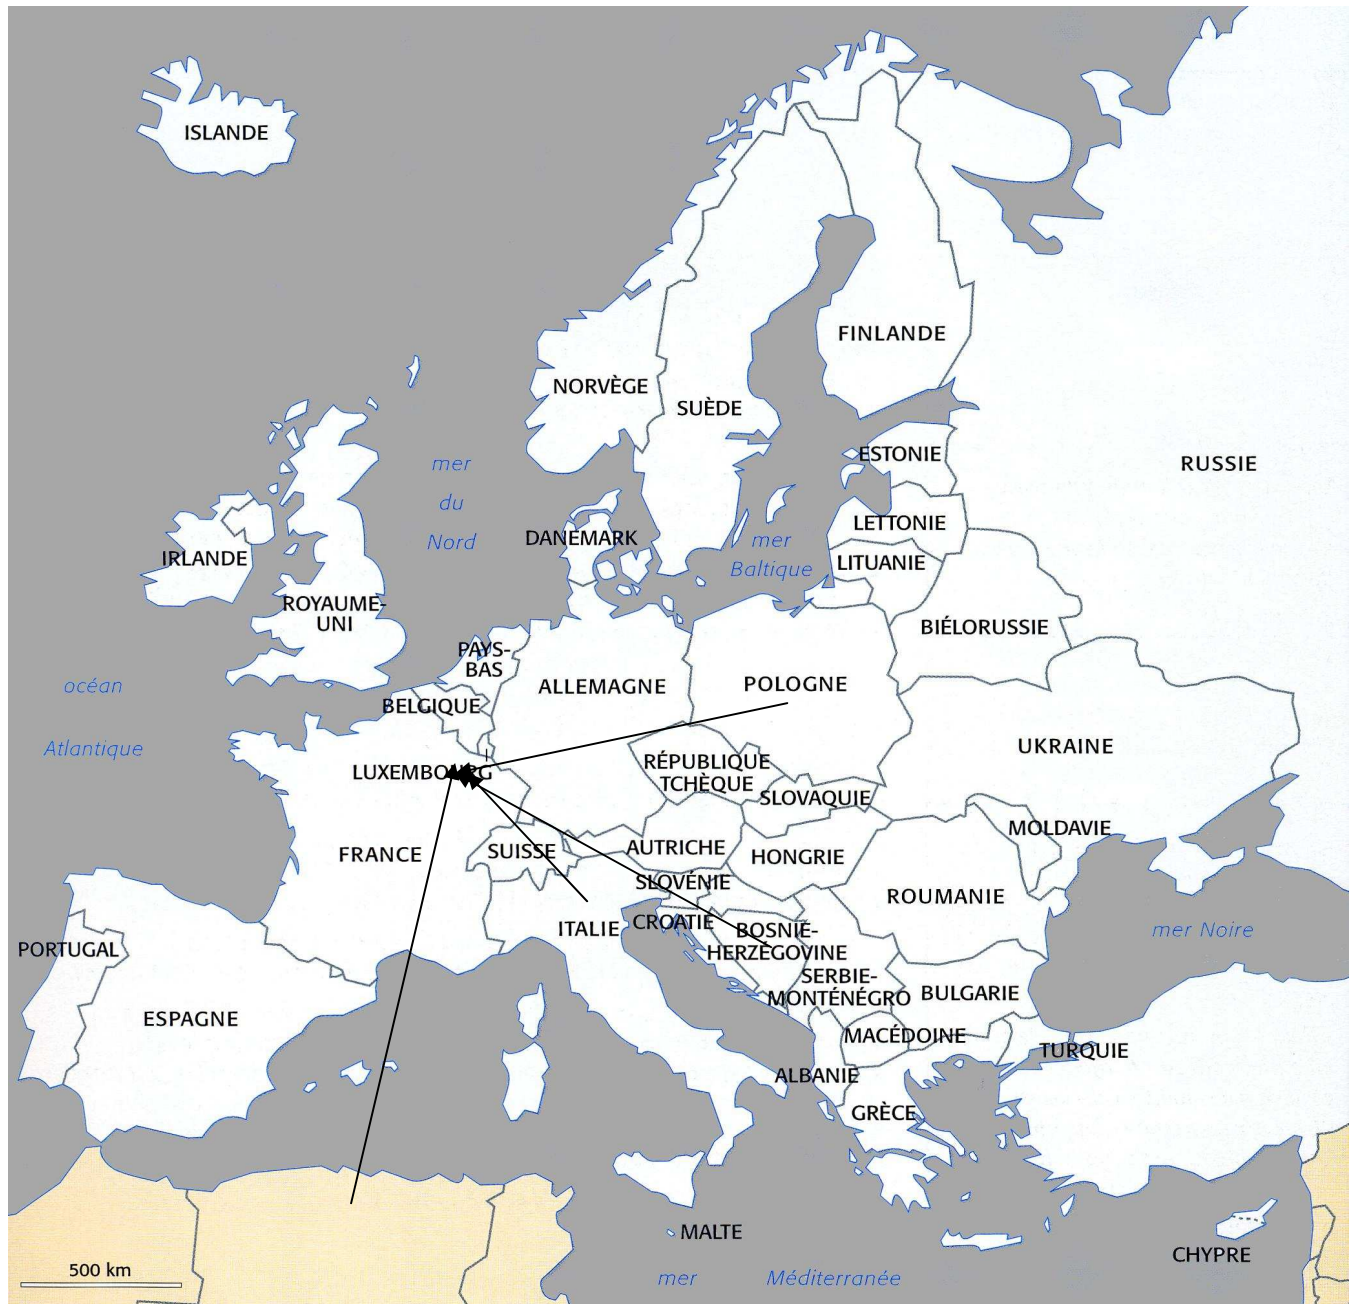 ISLANDE
FINLANDE
NORVÈGE
SUÈDE
ESTONIE
RUSSIE
mer
du
Nord
LETTONIE
DANEMARK
mer
Baltique
IRLANDE
LITUANIE
ROYAUME-
UNI
BIÉLORUSSIE
PAYS-
BAS
océan
Atlantique
ALLEMAGNE
POLOGNE
BELGIQUE
UKRAINE
LUXEMBOURG
RÉPUBLIQUE
TCHÈQUE
SLOVAQUIE
MOLDAVIE
FRANCE
SUISSE
AUTRICHE
HONGRIE
SLOVÉNIE
ROUMANIE
ITALIE
CROATIE
BOSNIE-
HERZÉGOVINE
mer Noire
PORTUGAL
SERBIE-
MONTÉNÉGRO
BULGARIE
ESPAGNE
MACÉDOINE
TURQUIE
ALBANIE
GRÈCE
MALTE
CHYPRE
500 km
mer Méditerranée